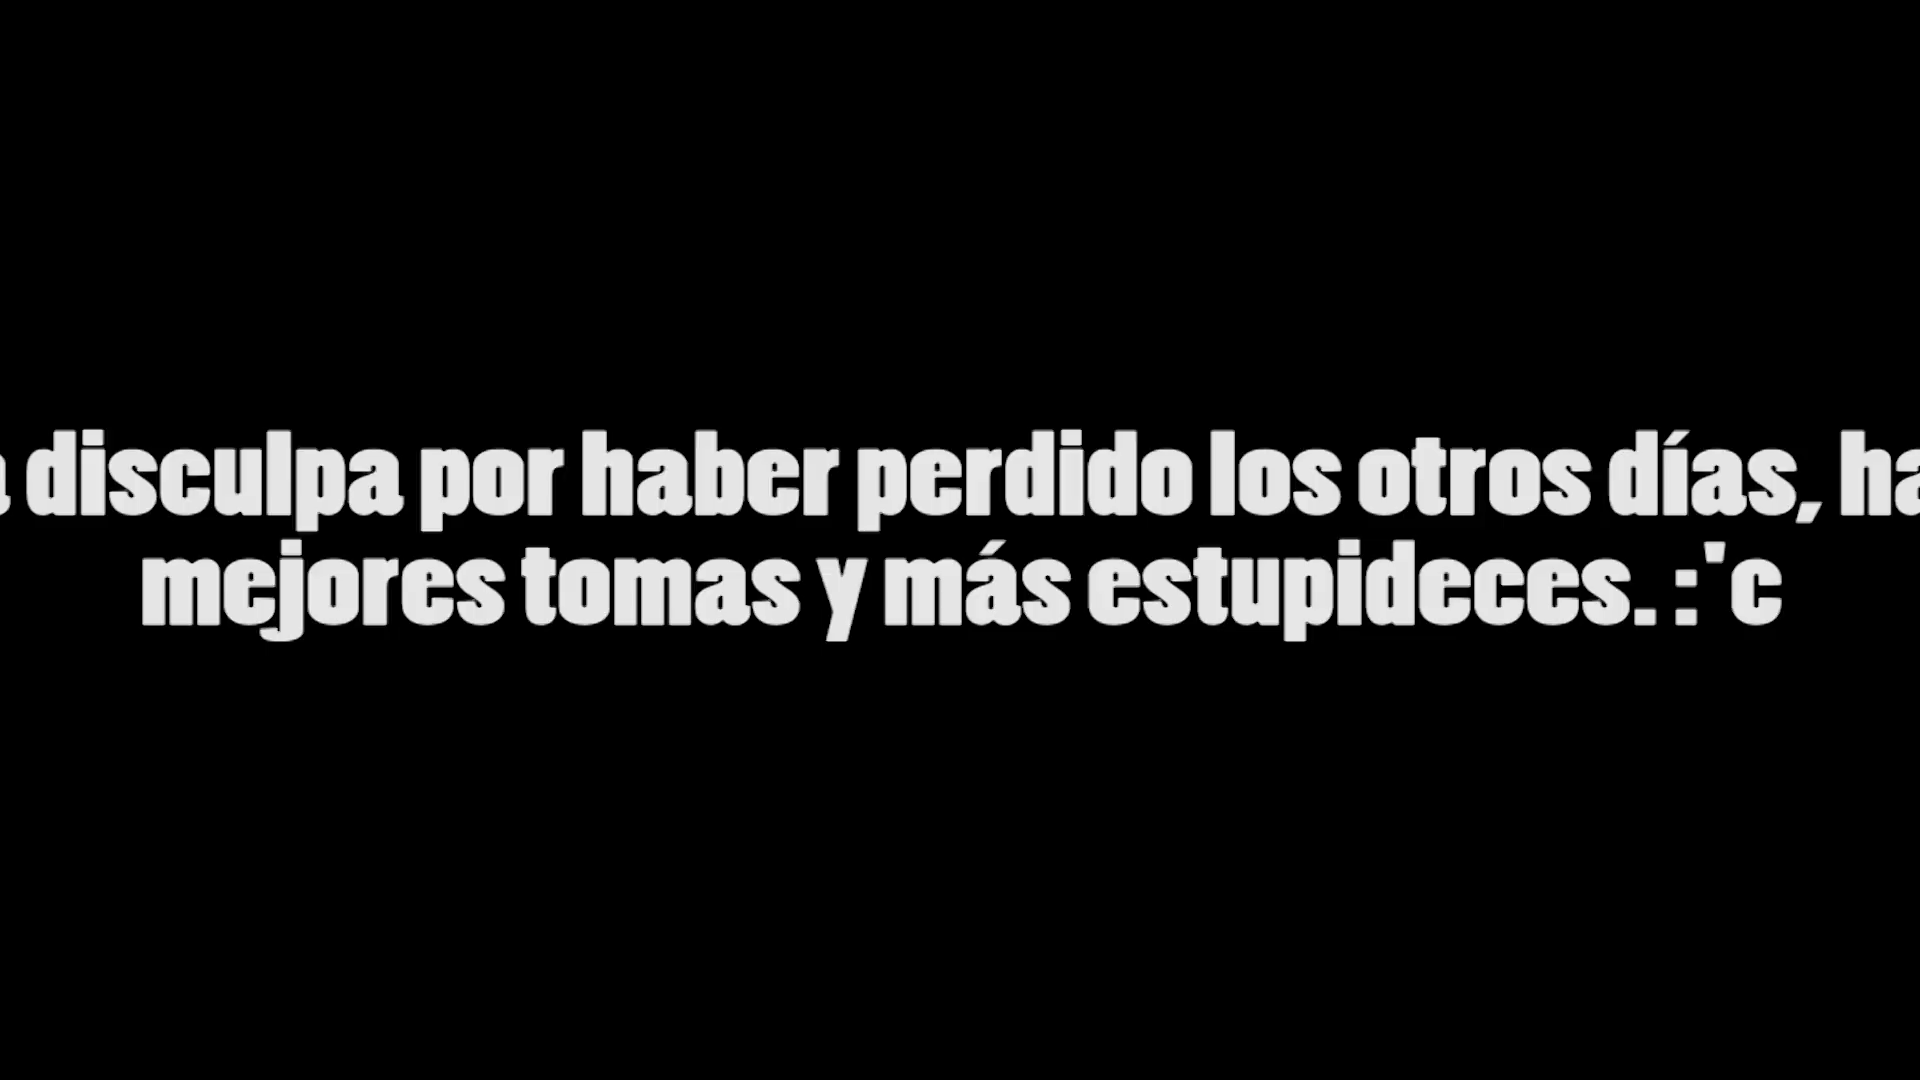 disculpa por haber perdido los otros días,
mejores tomas y más estupideces. :'c